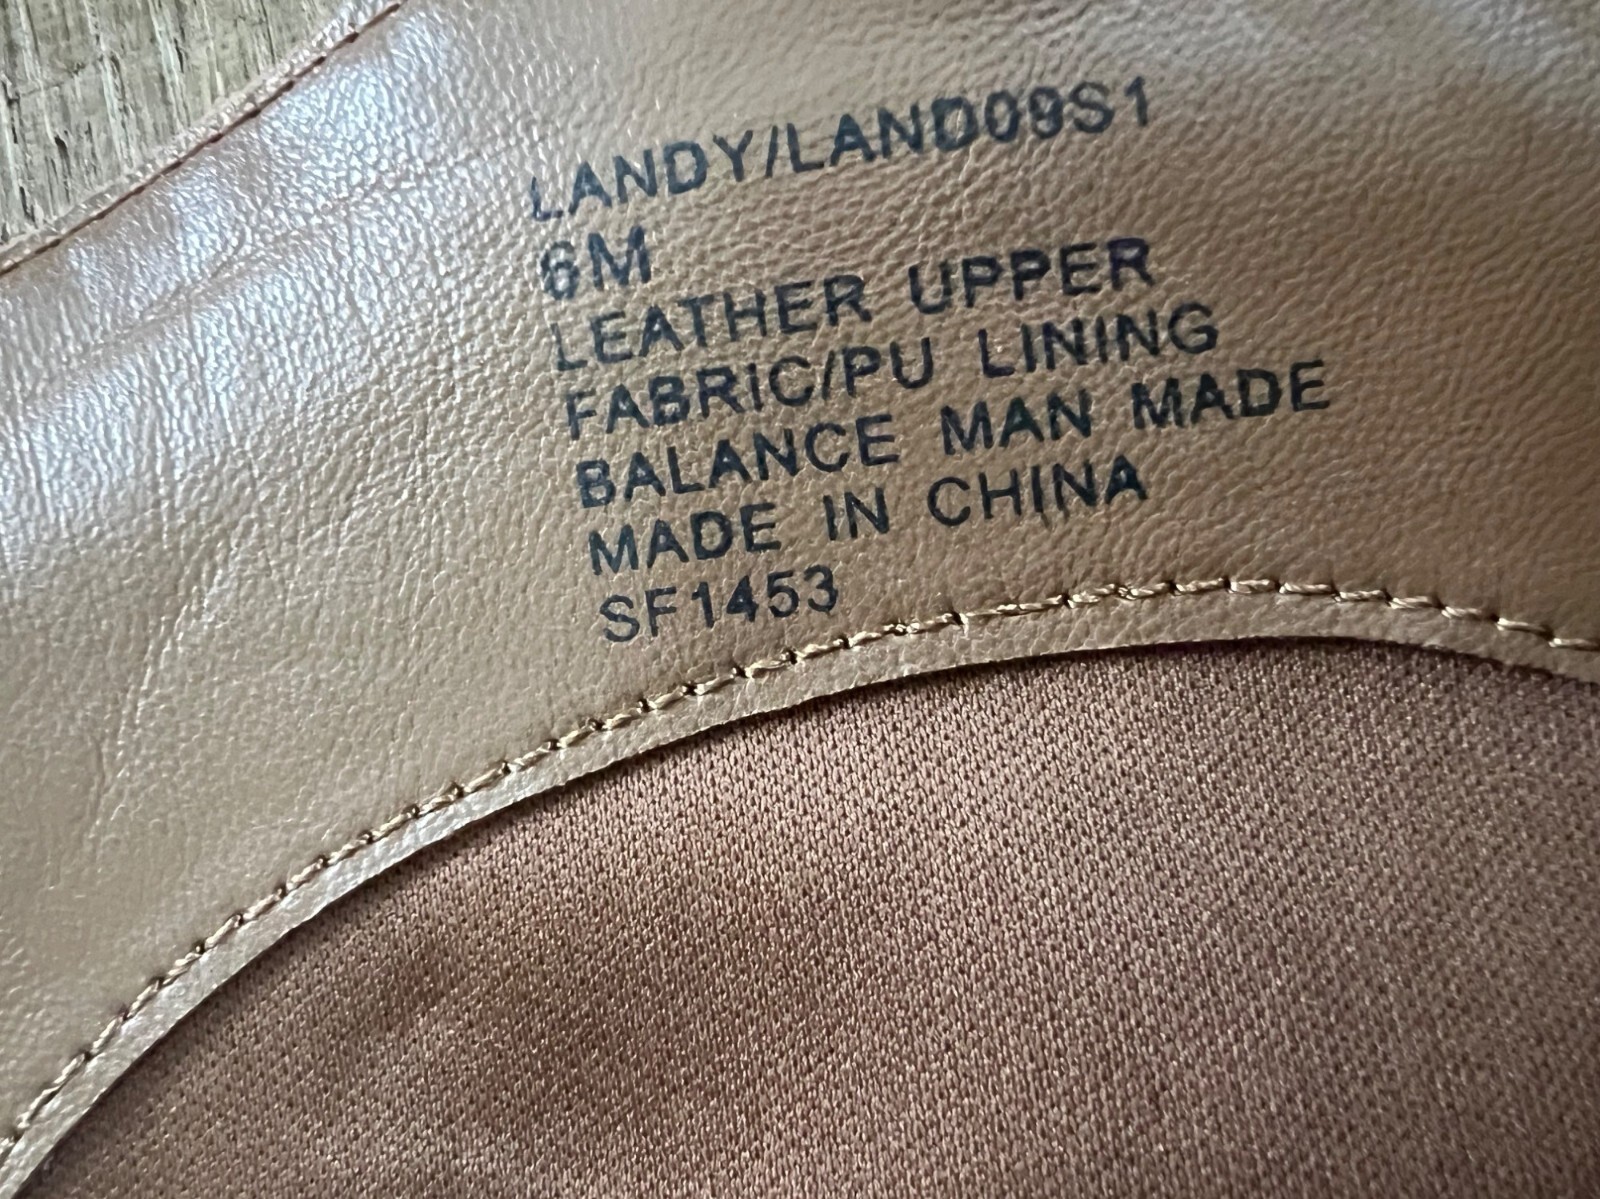 LANDY/LAND09S1
6M
LEATHER UPPER
FABRIC/PU LINING
BALANCE MAN MADE
MADE IN CHINA
SF1453